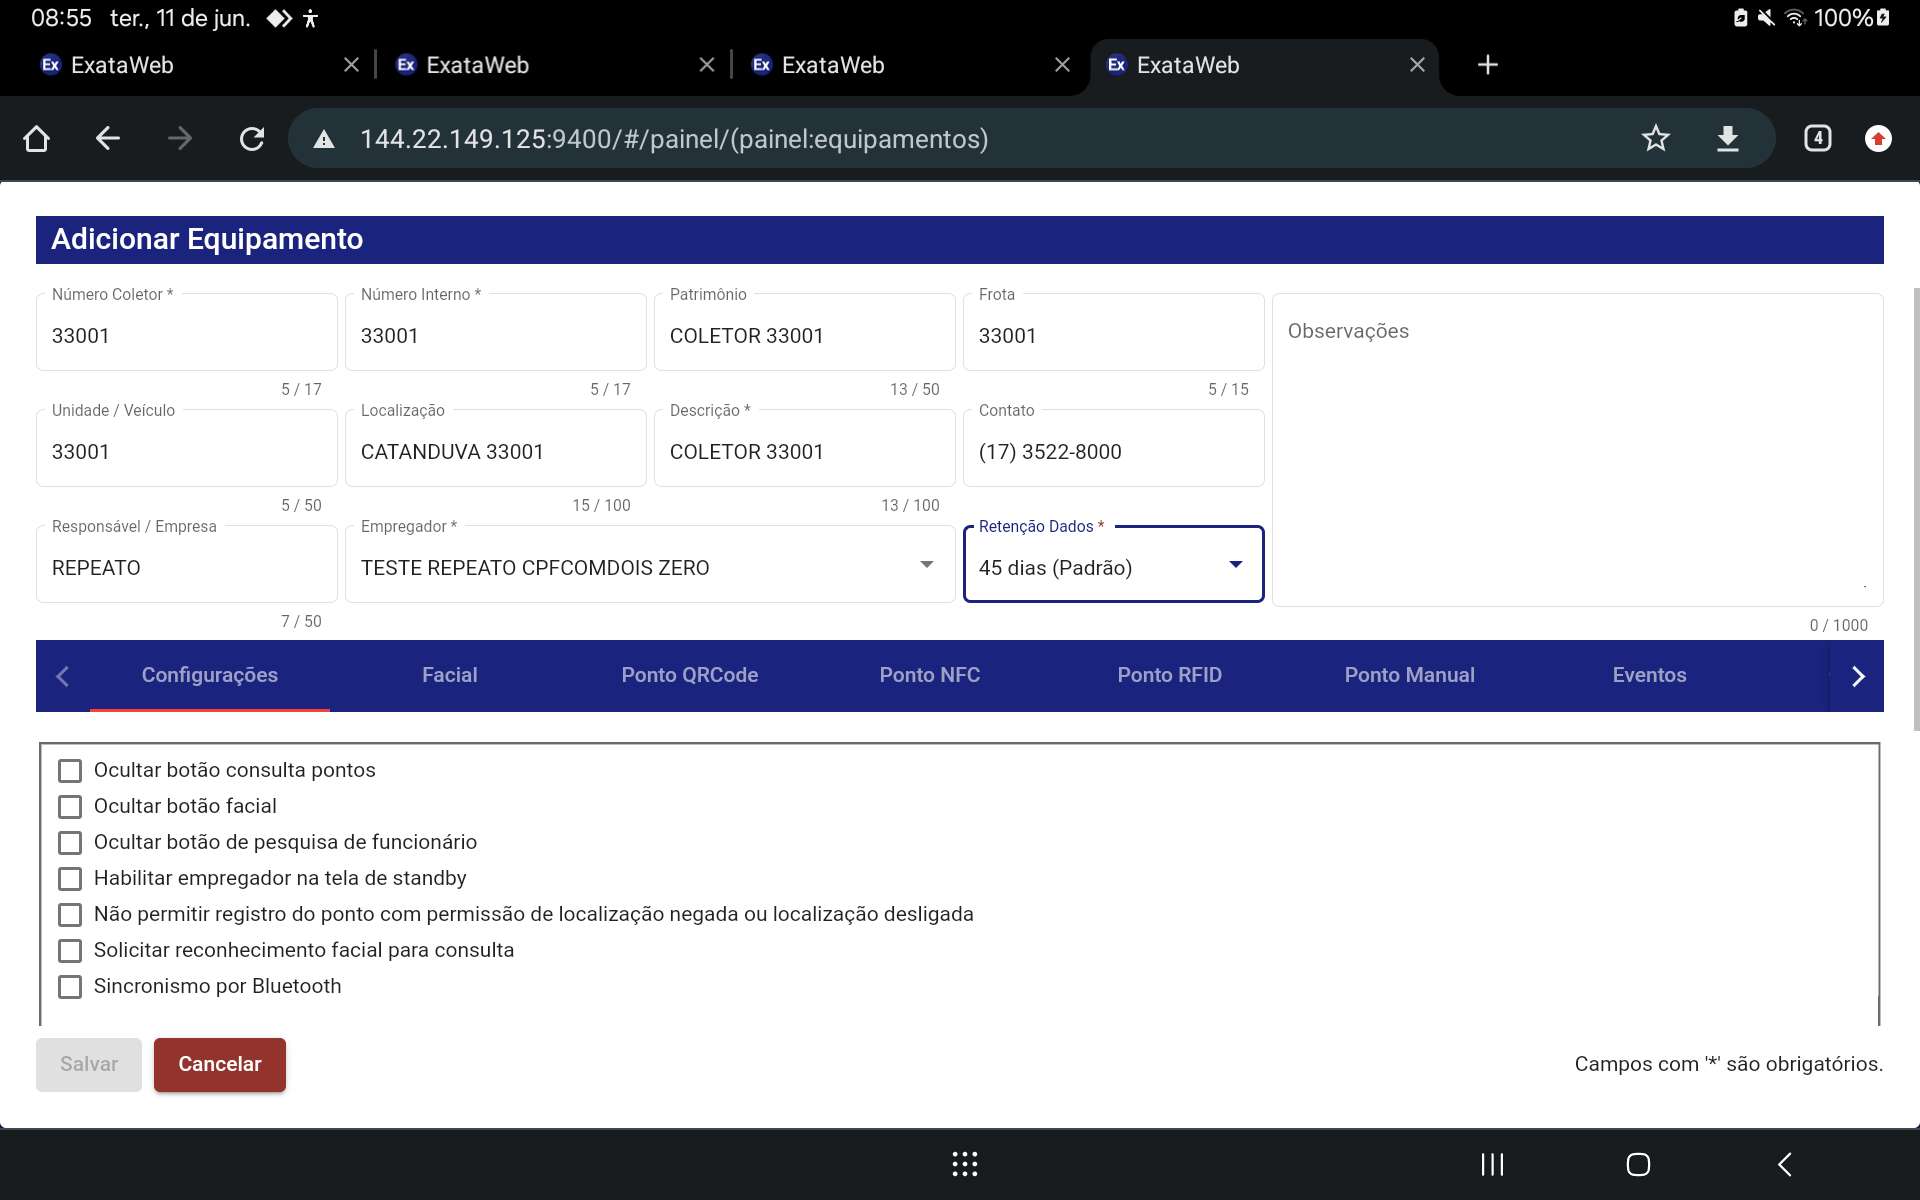 08:55 ter., 11 de jun. 100%
Ex ExataWeb Ex ExataWeb Ex ExataWeb Ex ExataWeb
144.22.149.125:9400/#/painel/(painel:equipamentos) 4
Adicionar Equipamento
Número Coletor * Número Interno * Patrimônio Frota
33001 33001 COLETOR 33001 33001 Observações
5 / 17 5 / 17 13 / 50 5 / 15
Unidade / Veículo Localização Descrição * Contato
33001 CATANDUVA 33001 COLETOR 33001 (17) 3522-8000
5 / 50 15 / 100 13 / 100
Responsável / Empresa Empregador * Retenção Dados *
REPEATO TESTE REPEATO CPFCOMDOIS ZERO 45 dias (Padrão)
7 / 50 0 / 1000
Configurações Facial Ponto QRCode Ponto NFC Ponto RFID Ponto Manual Eventos
Ocultar botão consulta pontos
Ocultar botão facial
Ocultar botão de pesquisa de funcionário
Habilitar empregador na tela de standby
Não permitir registro do ponto com permissão de localização negada ou localização desligada
Solicitar reconhecimento facial para consulta
Sincronismo por Bluetooth
Salvar Cancelar Campos com '*' são obrigatórios.